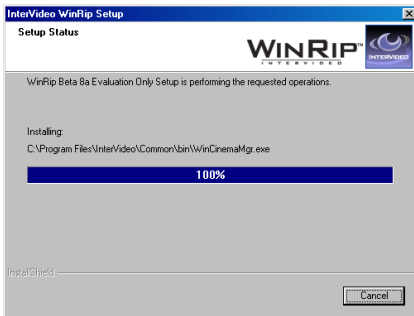 InterVideo WinRip Setup
Setup Status
WINRIP™
INTERVIDEO
INTERVIDEO
WinRip Beta 8a Evaluation Only Setup is performing the requested operations.
Installing:
C:\Program Files\InterVideo\Common\bin\WinCinemaMgr.exe
100%
InstallShield
Cancel